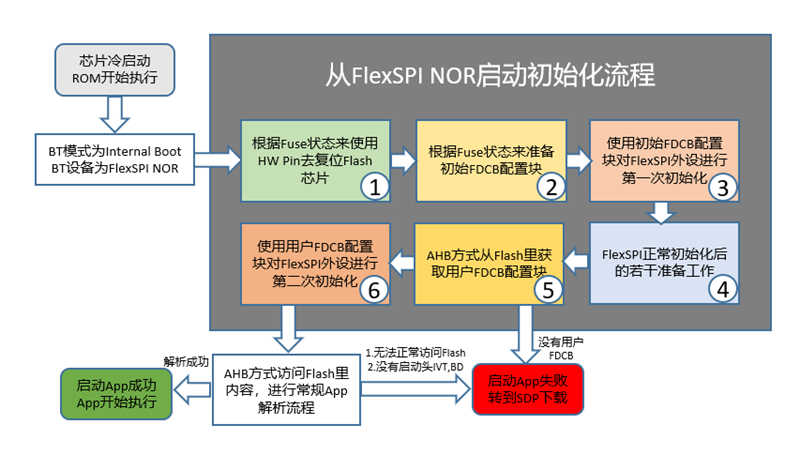 芯片冷启动
ROM开始执行
从FlexSPI NOR启动初始化流程
BT模式为Internal Boot
BT设备为FlexSPI NOR
根据Fuse状态来使用
HW Pin去复位Flash
芯片
1
根据Fuse状态来准备
初始FDCB配置块
2
使用初始FDCB配置
块对FlexSPI外设进行
第一次初始化
3
FlexSPI正常初始化后
的若干准备工作
4
AHB方式从Flash里获
取用户FDCB配置块
5
使用用户FDCB配置
块对FlexSPI外设进行
第二次初始化
6
没有用户
FDCB
AHB方式访问Flash里
内容，进行常规App
解析流程
解析成功
启动App成功
App开始执行
1.无法正常访问Flash
2.没有启动头IVT,BD
启动App失败
转到SDP下载